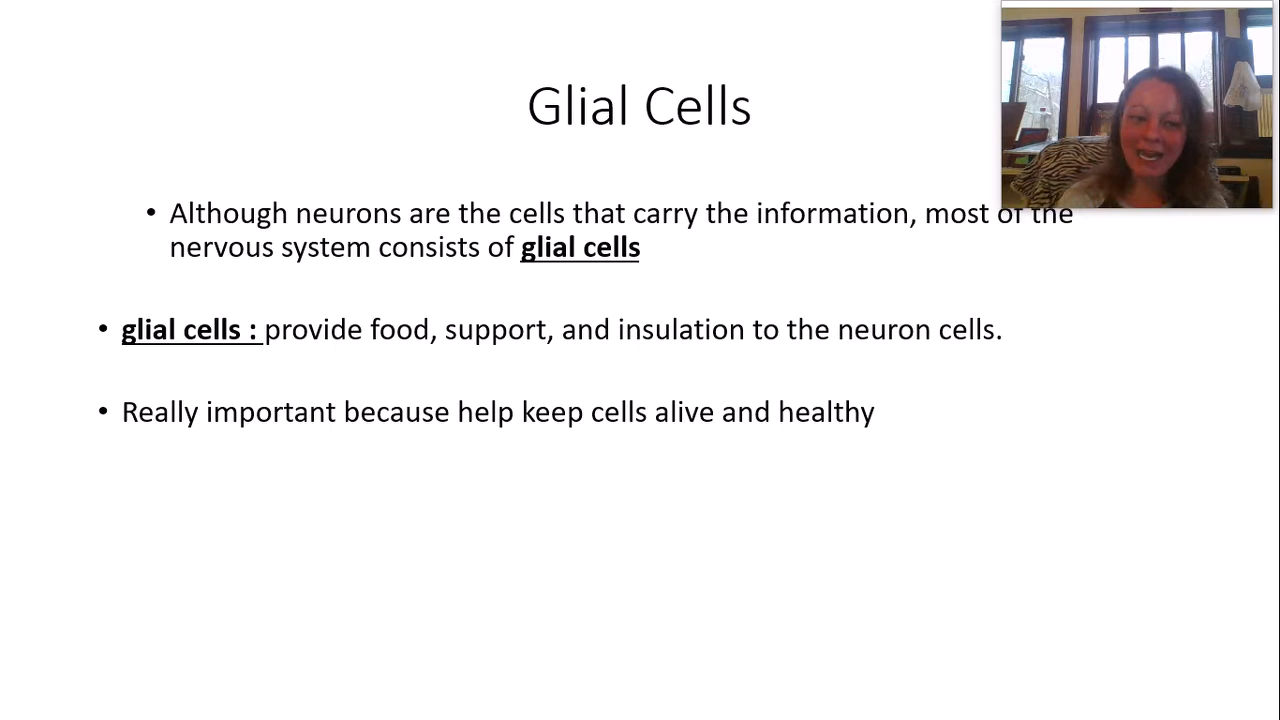 Glial Cells
• Although neurons are the cells that carry the information, most of the
nervous system consists of glial cells
• glial cells : provide food, support, and insulation to the neuron cells.
• Really important because help keep cells alive and healthy